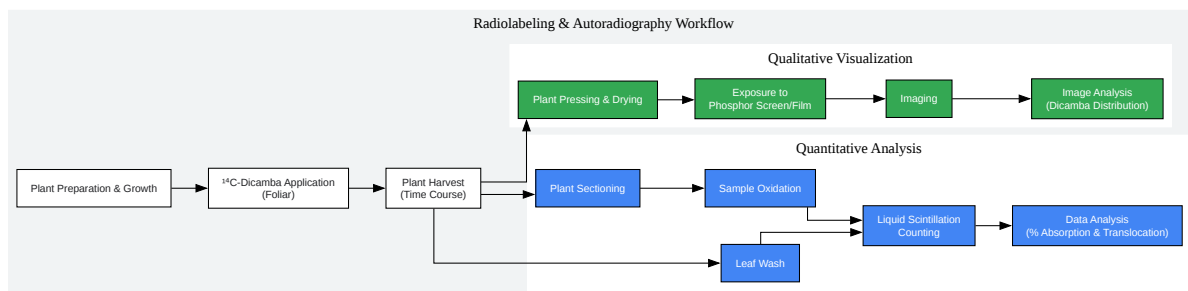 Radiolabeling & Autoradiography Workflow
Qualitative Visualization
Plant Pressing & Drying
Exposure to
Phosphor Screen/Film
Imaging
Image Analysis
(Dicamba Distribution)
Quantitative Analysis
Plant Preparation & Growth
¹⁴C-Dicamba Application
(Foliar)
Plant Harvest
(Time Course)
Plant Sectioning
Sample Oxidation
Liquid Scintillation
Counting
Data Analysis
(% Absorption & Translocation)
Leaf Wash